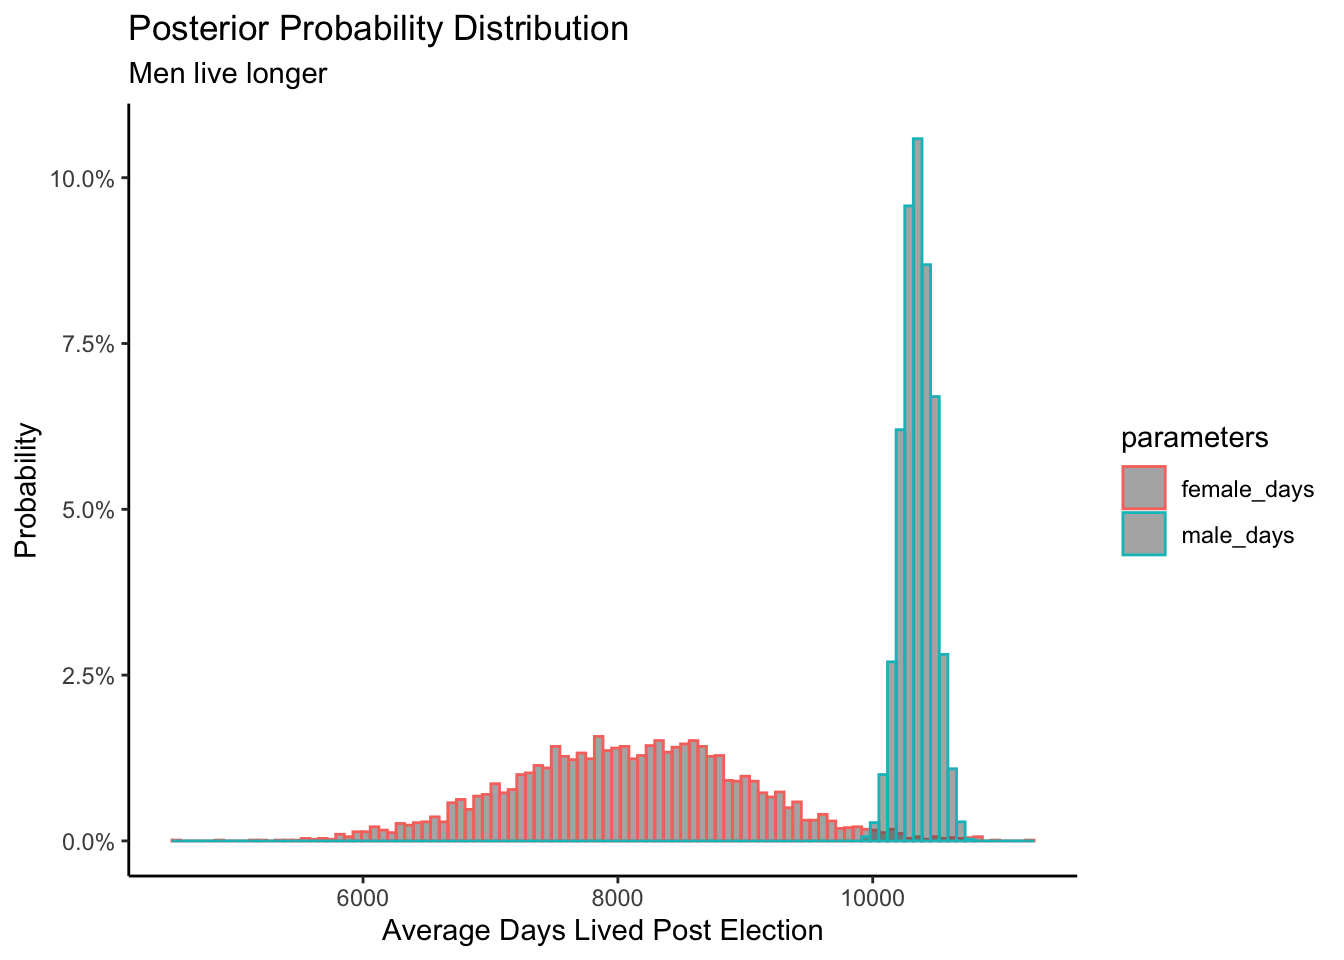 Posterior Probability Distribution
Men live longer
Probability
10.0%
7.5%
5.0%
2.5%
0.0%
6000
8000
10000
Average Days Lived Post Election
parameters
female_days
male_days